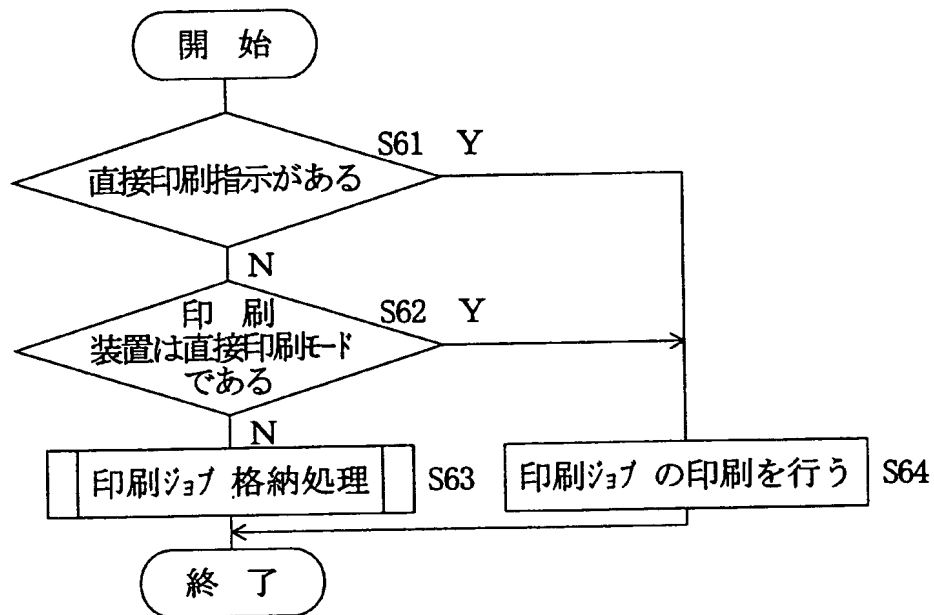 開 始
S61 Y
直接印刷指示がある
N
S62 Y
印 刷
装置は直接印刷ﾓｰﾄﾞ
である
N
印刷ｼﾞｮﾌﾞ 格納処理
S63
印刷ｼﾞｮﾌﾞ の印刷を行う
S64
終 了